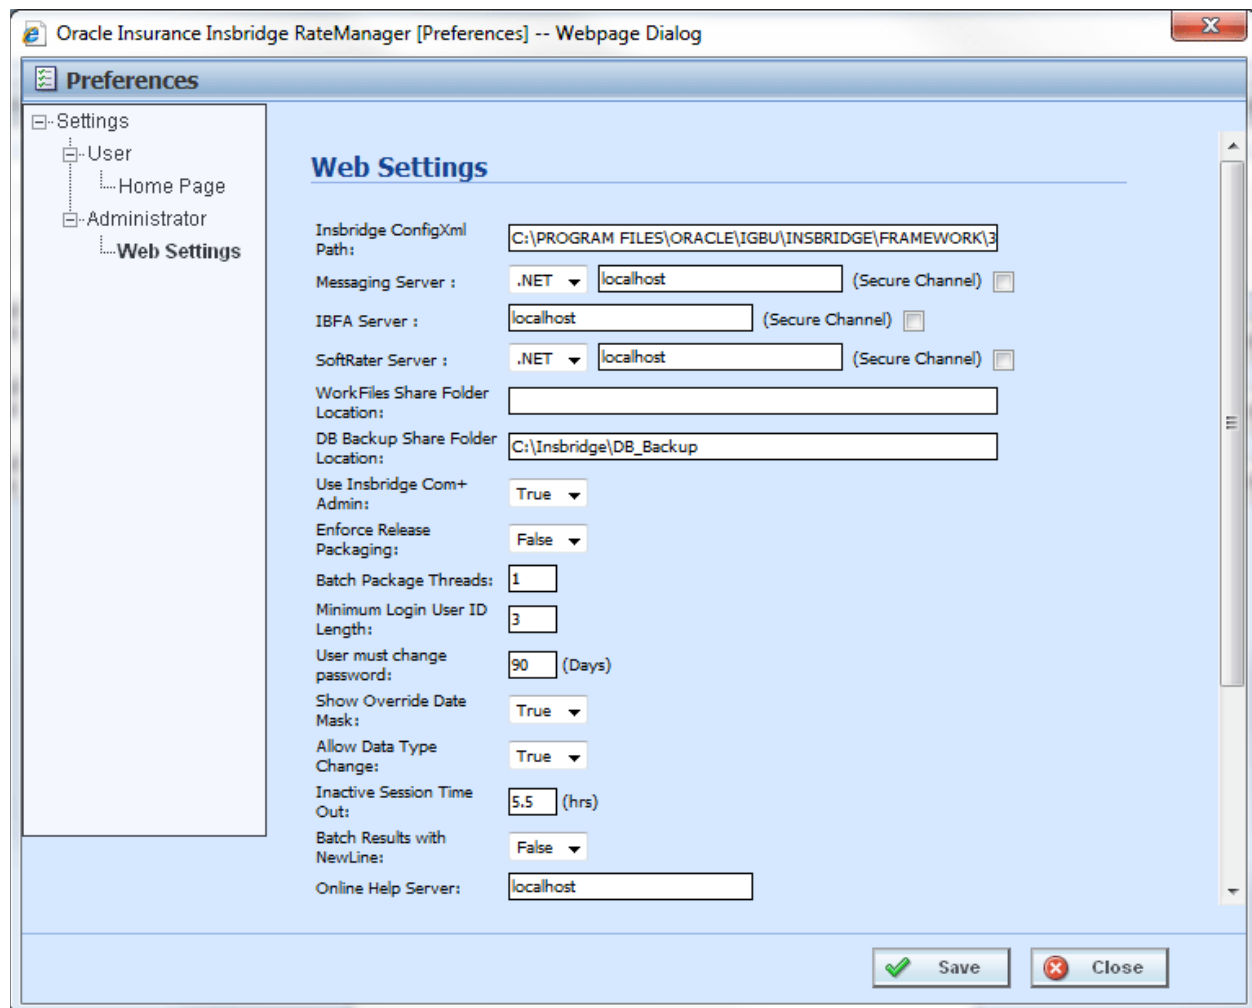 Oracle Insurance Insbridge RateManager [Preferences] -- Webpage Dialog
Preferences
Settings
User
Home Page
Administrator
Web Settings
Web Settings
Insbridge ConfigXml
Path:
C:\PROGRAM FILES\ORACLE\IGBU\INSBRIDGE\FRAMEWORK\3
Messaging Server : .NET localhost (Secure Channel)
IBFA Server : localhost (Secure Channel)
SoftRater Server : .NET localhost (Secure Channel)
WorkFiles Share Folder
Location:
DB Backup Share Folder
Location:
C:\Insbridge\DB_Backup
Use Insbridge Com+
Admin:
True
Enforce Release
Packaging:
False
Batch Package Threads: 1
Minimum Login User ID
Length:
3
User must change
password:
90 (Days)
Show Override Date
Mask:
True
Allow Data Type
Change:
True
Inactive Session Time
Out:
5.5 (hrs)
Batch Results with
NewLine:
False
Online Help Server: localhost
Save Close